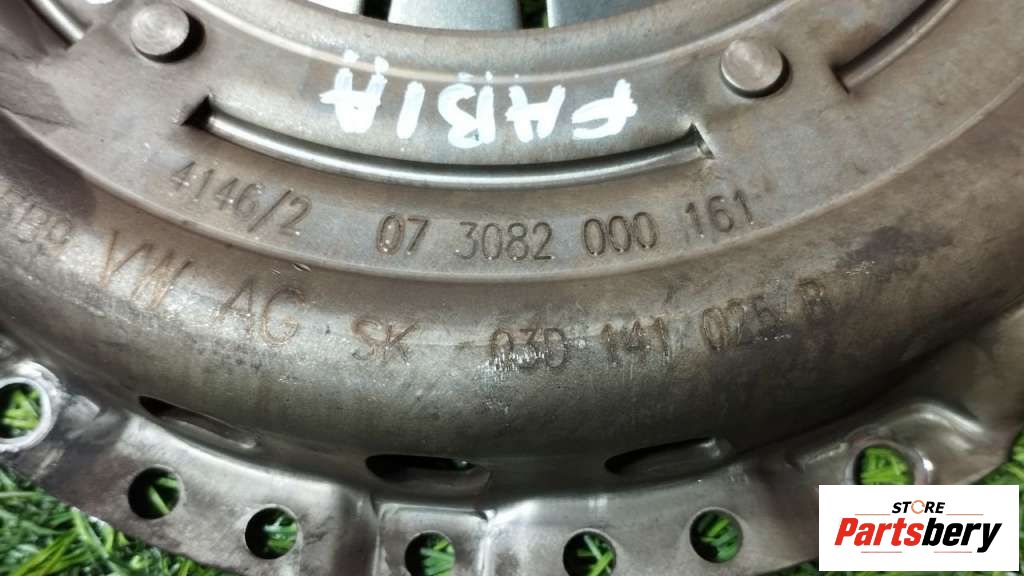 FABIA
4146/2 07 3082 000 161
VW AG SK 03D 141 025 B
STORE
Partsbery